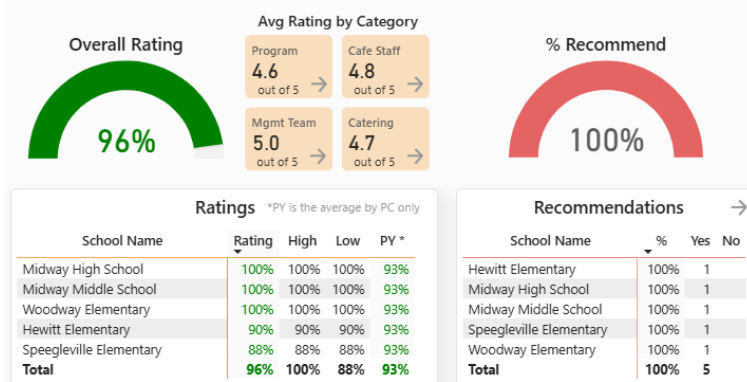 Avg Rating by Category
Overall Rating
96%
Program
4.6
out of 5
Cafe Staff
4.8
out of 5
Mgmt Team
5.0
out of 5
Catering
4.7
out of 5
% Recommend
100%
Ratings *PY is the average by PC only
School Name Rating High Low PY *
Midway High School 100% 100% 100% 93%
Midway Middle School 100% 100% 100% 93%
Woodway Elementary 100% 100% 100% 93%
Hewitt Elementary 90% 90% 90% 93%
Speegleville Elementary 88% 88% 88% 93%
Total 96% 100% 88% 93%
Recommendations
School Name % Yes No
Hewitt Elementary 100% 1
Midway High School 100% 1
Midway Middle School 100% 1
Speegleville Elementary 100% 1
Woodway Elementary 100% 1
Total 100% 5